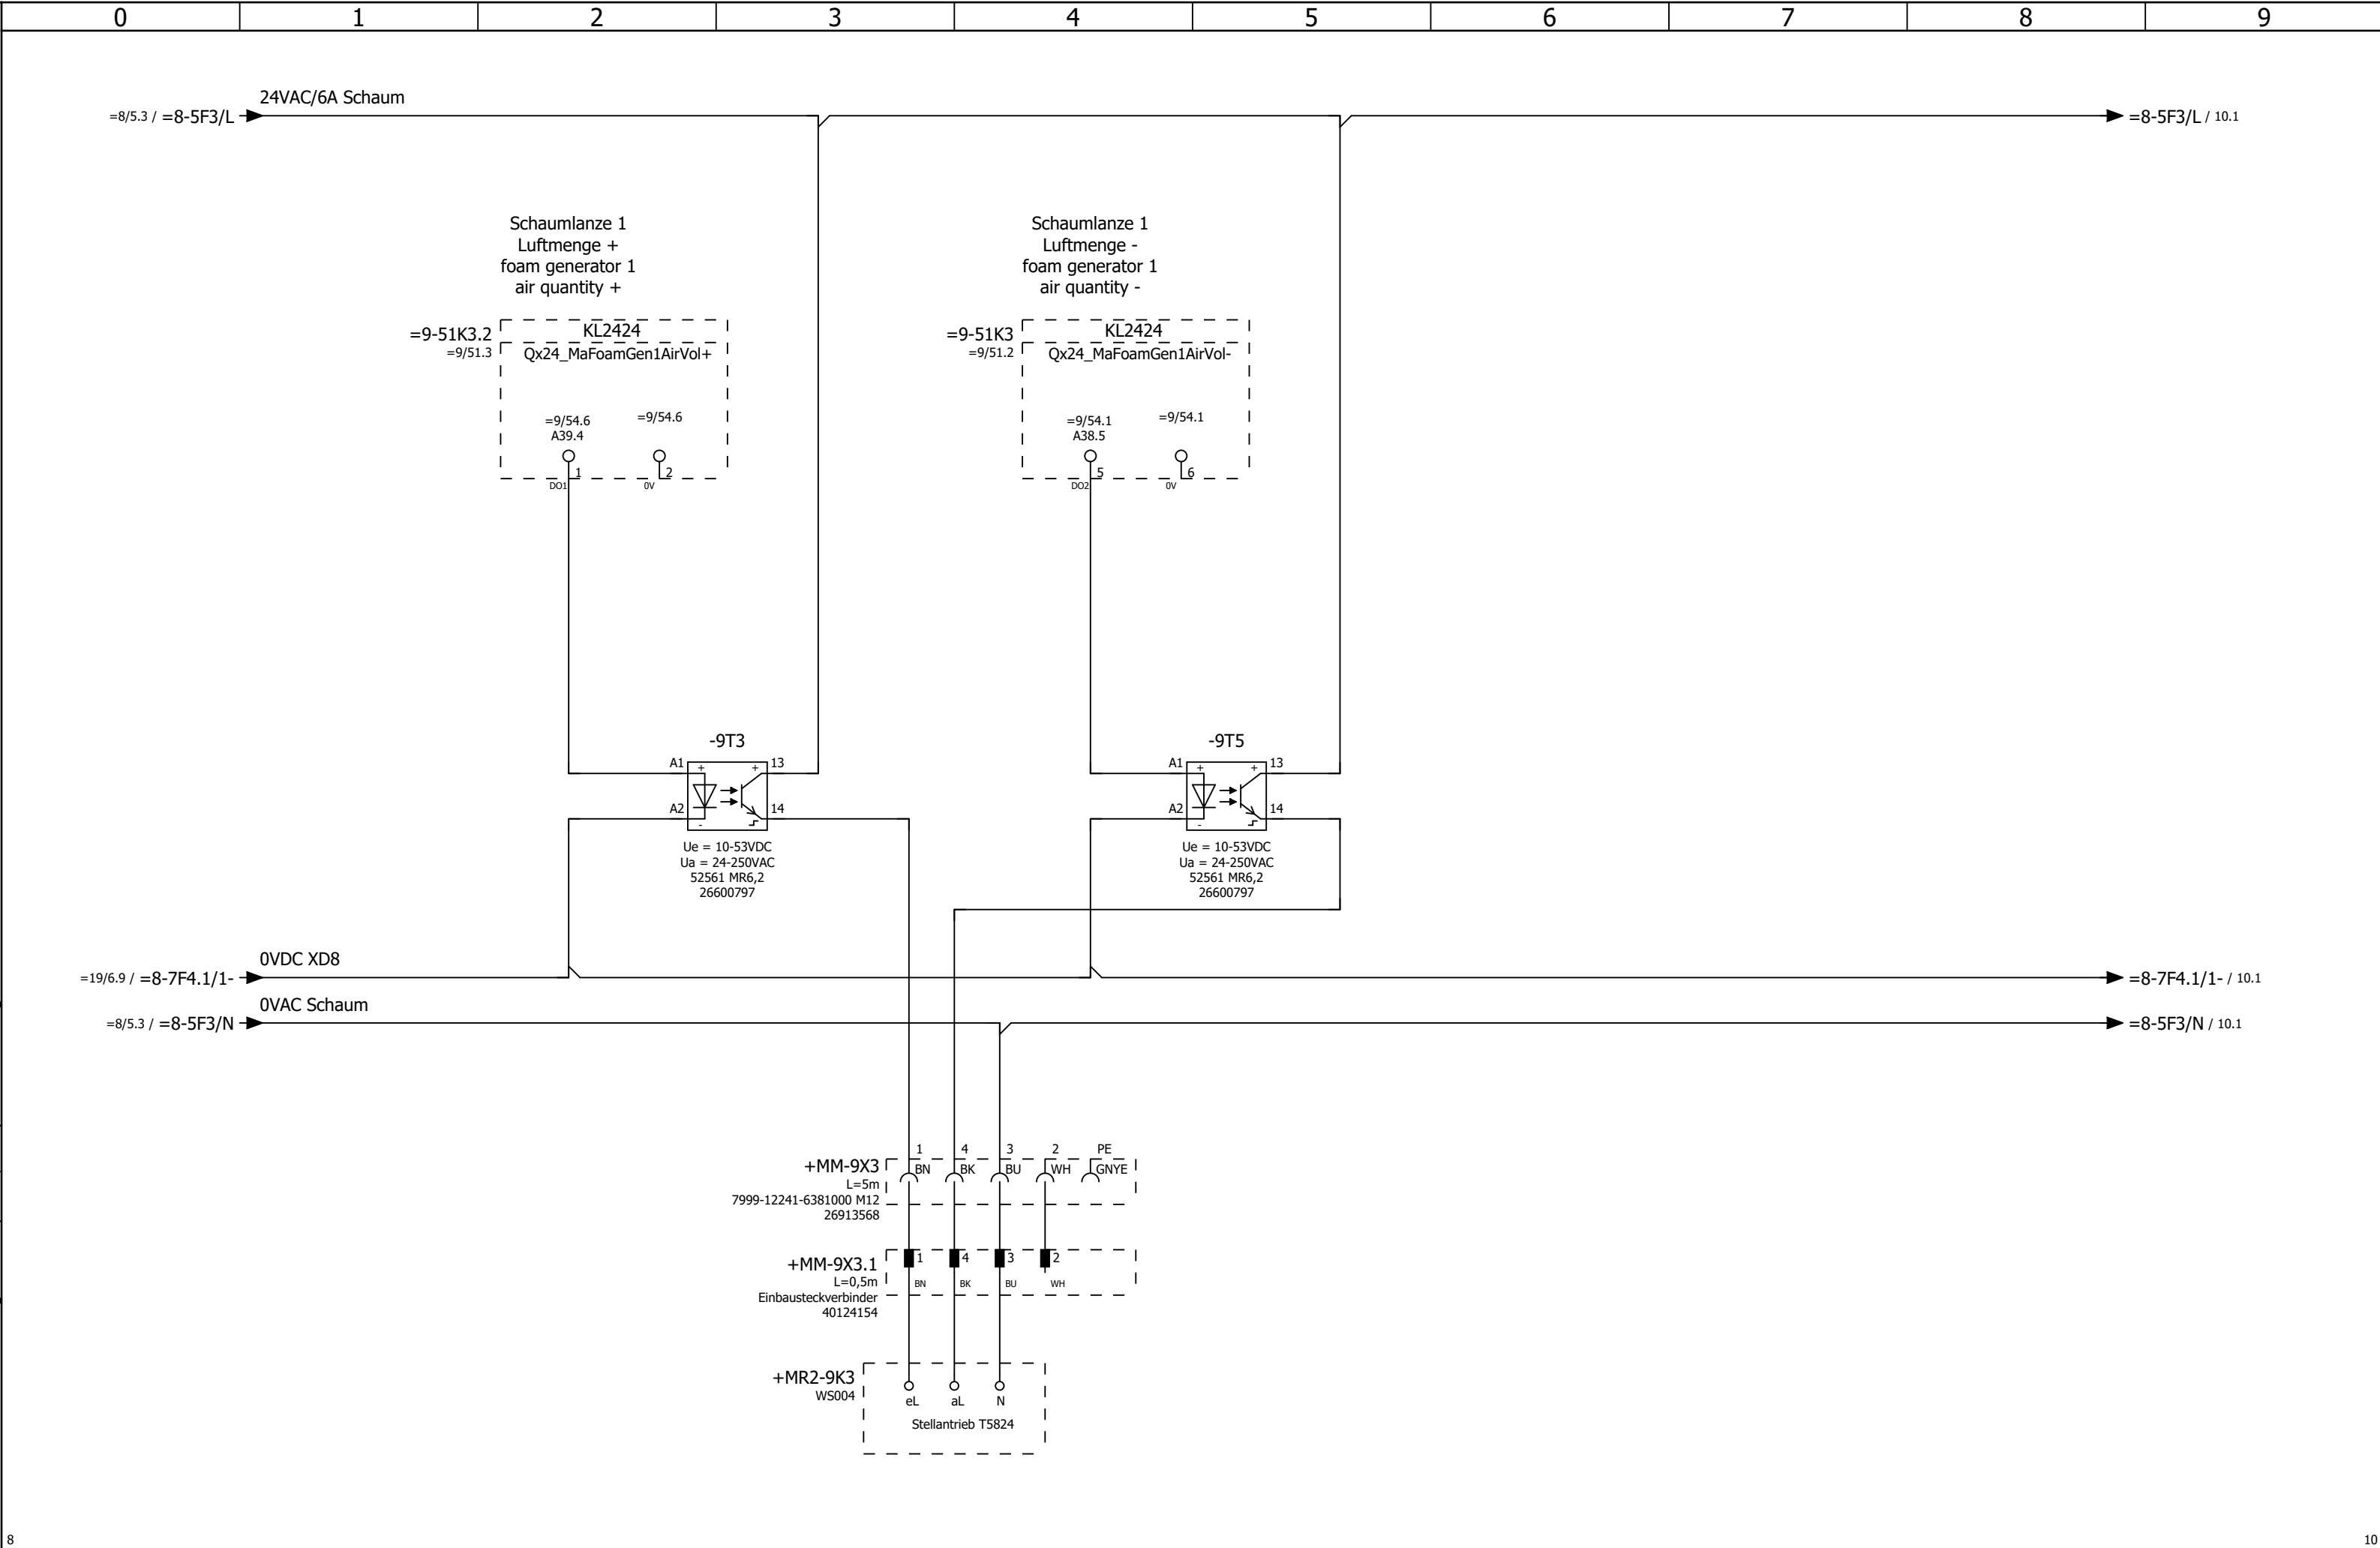 0 1 2 3 4 5 6 7 8 9
24VAC/6A Schaum
=8/5.3 / =8-5F3/L
=8-5F3/L / 10.1
Schaumlanze 1
Luftmenge +
foam generator 1
air quantity +
=9-51K3.2
=9/51.3
KL2424
Qx24_MaFoamGen1AirVol+
=9/54.6
A39.4
=9/54.6
1
2
DO1
0V
Schaumlanze 1
Luftmenge -
foam generator 1
air quantity -
=9-51K3
=9/51.2
KL2424
Qx24_MaFoamGen1AirVol-
=9/54.1
A38.5
=9/54.1
5
6
DO2
0V
-9T3
A1 + + 13
A2 - 14
Ue = 10-53VDC
Ua = 24-250VAC
52561 MR6,2
26600797
-9T5
A1 + + 13
A2 - 14
Ue = 10-53VDC
Ua = 24-250VAC
52561 MR6,2
26600797
0VDC XD8
=19/6.9 / =8-7F4.1/1-
=8-7F4.1/1- / 10.1
0VAC Schaum
=8/5.3 / =8-5F3/N
=8-5F3/N / 10.1
1 4 3 2 PE
+MM-9X3
BN BK BU WH GNYE
L=5m
7999-12241-6381000 M12
26913568
+MM-9X3.1
1 4 3 2
L=0,5m
BN BK BU WH
Einbausteckverbinder
40124154
+MR2-9K3
WS004
eL aL N
Stellantrieb T5824
8
10